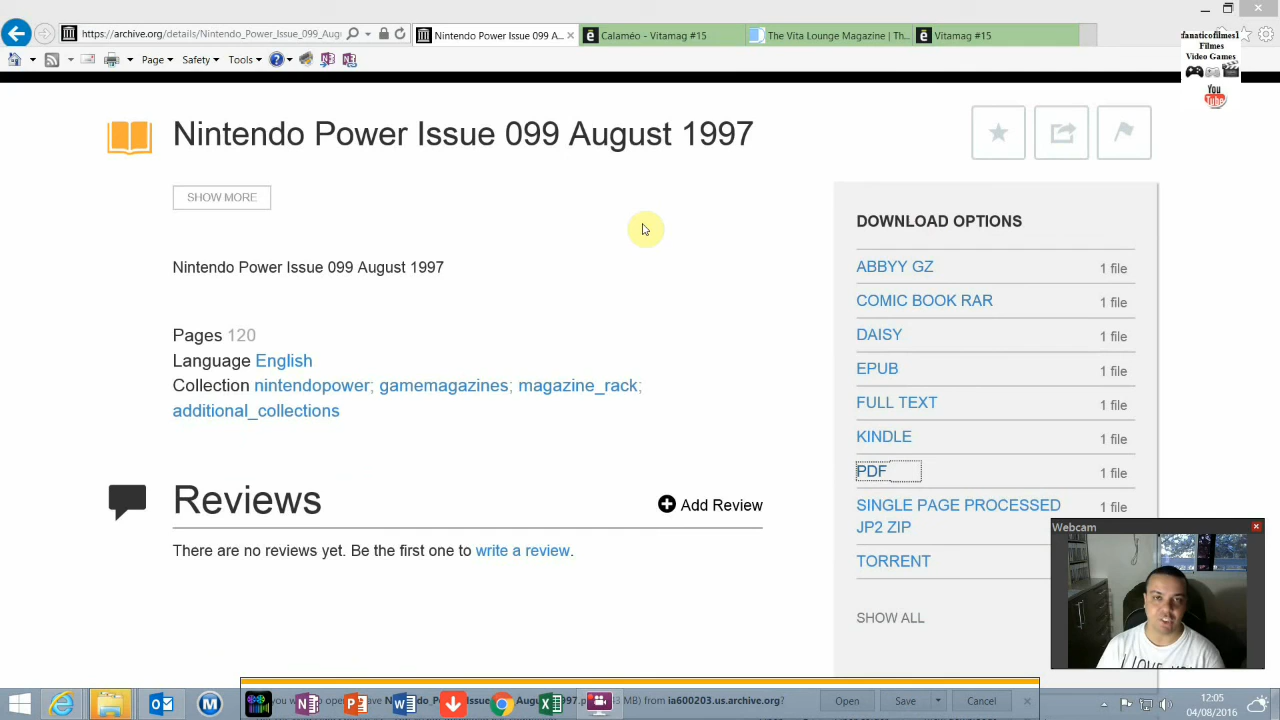 https://archive.org/details/Nintendo_Power_Issue_099_Aug
Nintendo Power Issue 099 A...
Calaméo - Vitamag #15
The Vita Lounge Magazine | Th...
Vitamag #15
Page
Safety
Tools
fanaticofilmes1
Filmes
Video Games
You
Tube
Nintendo Power Issue 099 August 1997
SHOW MORE
Nintendo Power Issue 099 August 1997
Pages 120
Language English
Collection nintendopower; gamemagazines; magazine_rack;
additional_collections
Reviews
Add Review
There are no reviews yet. Be the first one to write a review.
DOWNLOAD OPTIONS
ABBYY GZ 1 file
COMIC BOOK RAR 1 file
DAISY 1 file
EPUB 1 file
FULL TEXT 1 file
KINDLE 1 file
PDF 1 file
SINGLE PAGE PROCESSED 1 file
JP2 ZIP
TORRENT
SHOW ALL
Webcam
I LOVE
from ia600203.us.archive.org?
Open
Save
Cancel
12:05
04/08/2016